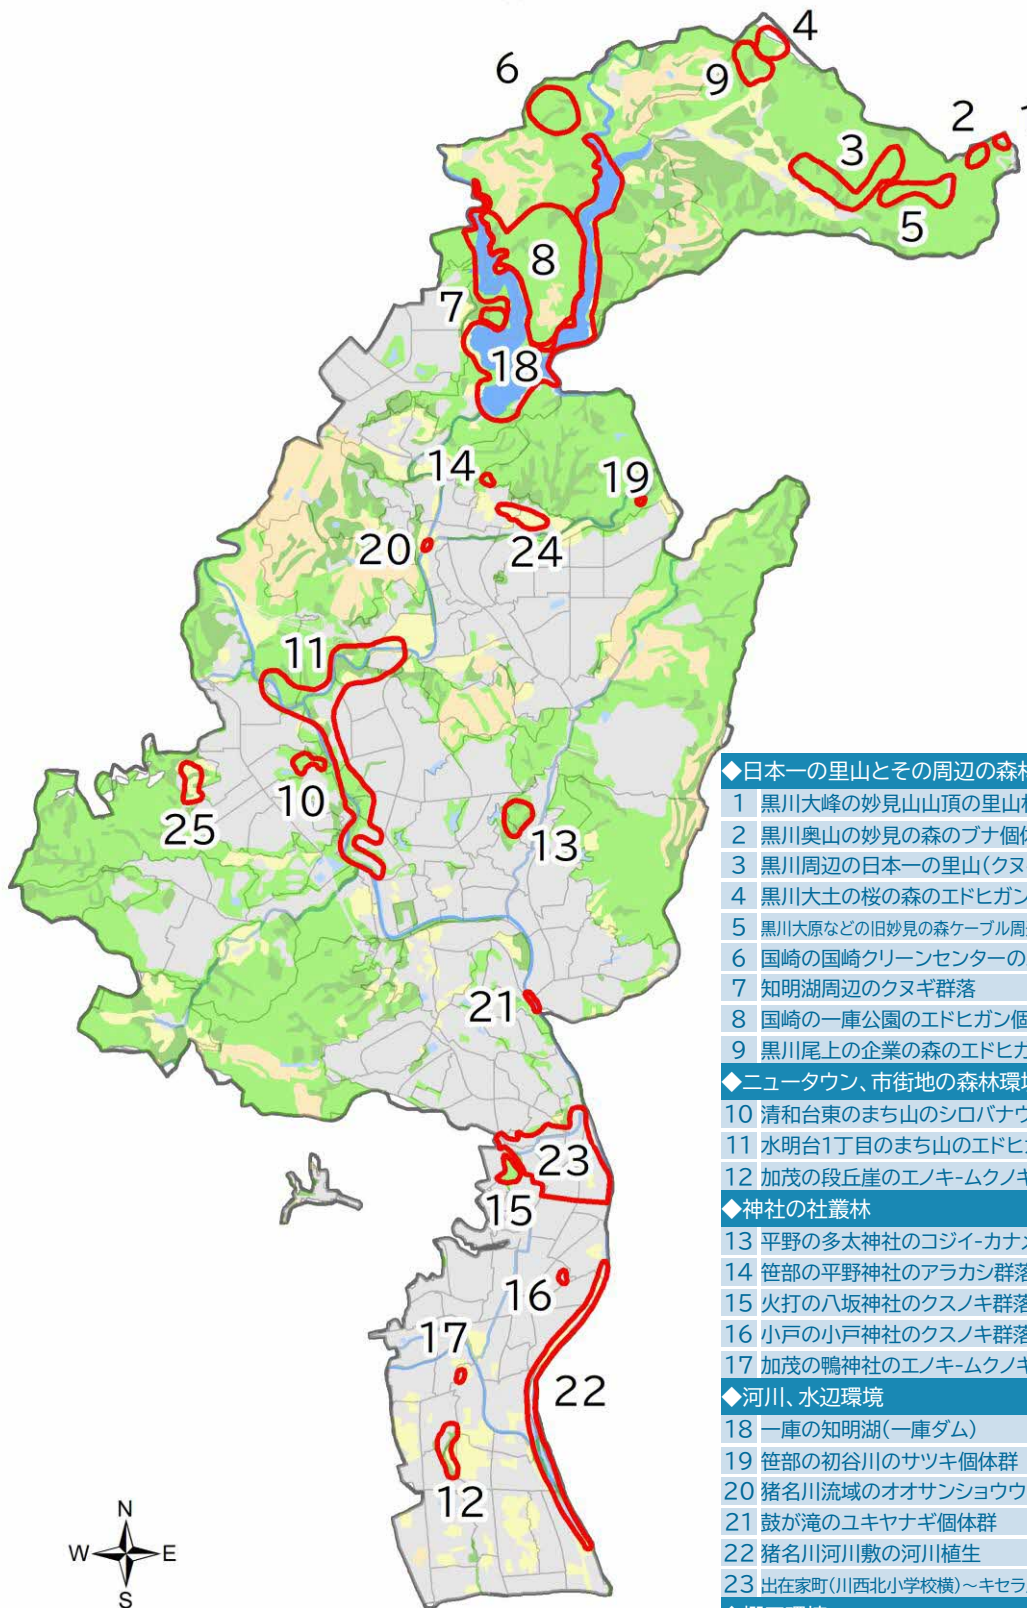 4
6
9
2
3
5
8
7
18
14
19
20
24
11
10
25
13
21
23
15
16
17
22
12
N
W
E
S
◆日本一の里山とその周辺の森林
1 黒川大峰の妙見山山頂の里山
2 黒川奥山の妙見の森のブナ個体
3 黒川周辺の日本一の里山(クヌ
4 黒川大土の桜の森のエドヒガン
5 黒川大原などの旧妙見の森ケーブル周
6 国崎の国崎クリーンセンターの
7 知明湖周辺のクヌギ群落
8 国崎の一庫公園のエドヒガン個
9 黒川尾上の企業の森のエドヒガ
◆ニュータウン、市街地の森林環境
10 清和台東のまち山のシロバナウ
11 水明台1丁目のまち山のエドヒ
12 加茂の段丘崖のエノキ-ムクノキ
◆神社の社叢林
13 平野の多太神社のコジイ-カナメ
14 笹部の平野神社のアラカシ群落
15 火打の八坂神社のクスノキ群落
16 小戸の小戸神社のクスノキ群落
17 加茂の鴨神社のエノキ-ムクノキ
◆河川、水辺環境
18 一庫の知明湖(一庫ダム)
19 笹部の初谷川のサツキ個体群
20 猪名川流域のオオサンショウウ
21 鼓が滝のユキヤナギ個体群
22 猪名川河川敷の河川植生
23 出在家町(川西北小学校横)～キセラ